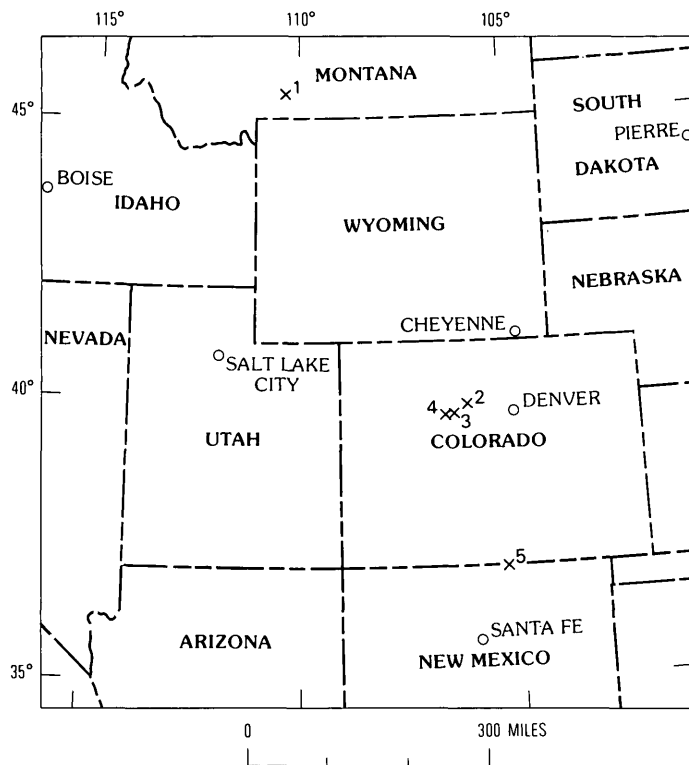 115° 110° 105°
MONTANA
1
45°
SOUTH
PIERRE
DAKOTA
BOISE
IDAHO
WYOMING
NEBRASKA
CHEYENNE
NEVADA
SALT LAKE
CITY
40°
2
4
3
DENVER
UTAH
COLORADO
5
SANTA FE
ARIZONA
NEW MEXICO
35°
0 300 MILES